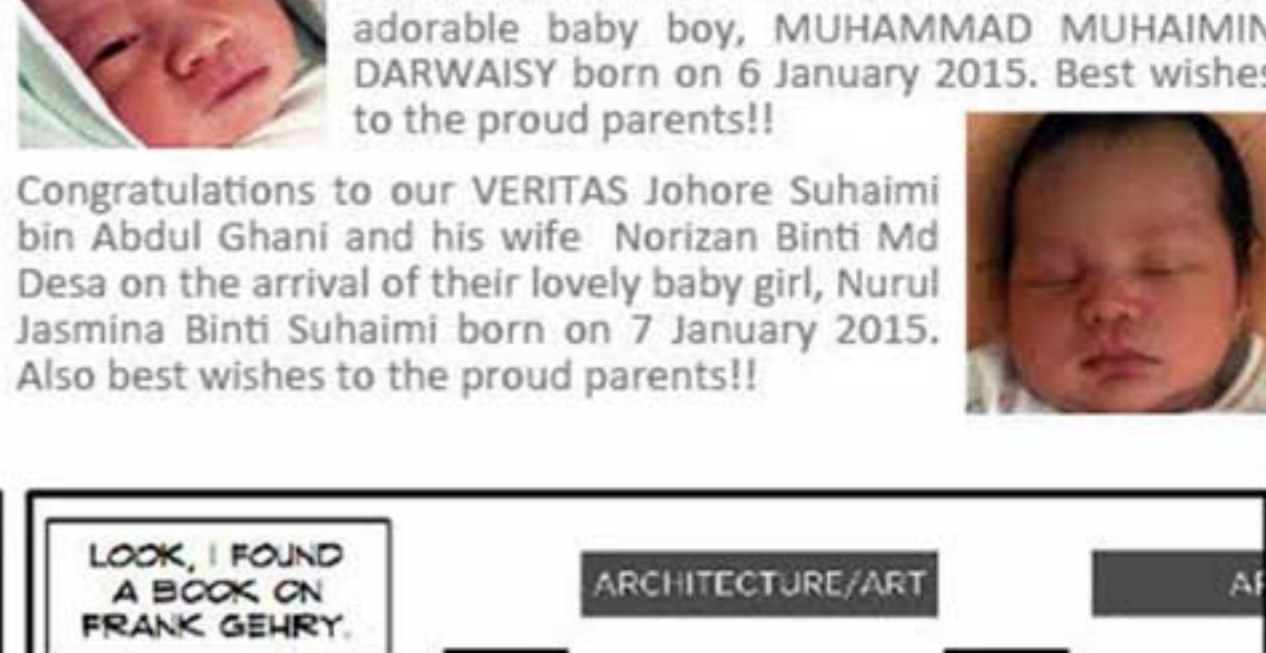 adorable baby boy, MUHAMMAD MUHAIMIN
DARWAISY born on 6 January 2015. Best wishes
to the proud parents!!
Congratulations to our VERITAS Johore Suhaimi
bin Abdul Ghani and his wife Norizan Binti Md
Desa on the arrival of their lovely baby girl, Nurul
Jasmina Binti Suhaimi born on 7 January 2015.
Also best wishes to the proud parents!!
LOOK, I FOUND
A BOOK ON
FRANK GEHRY.
ARCHITECTURE/ART